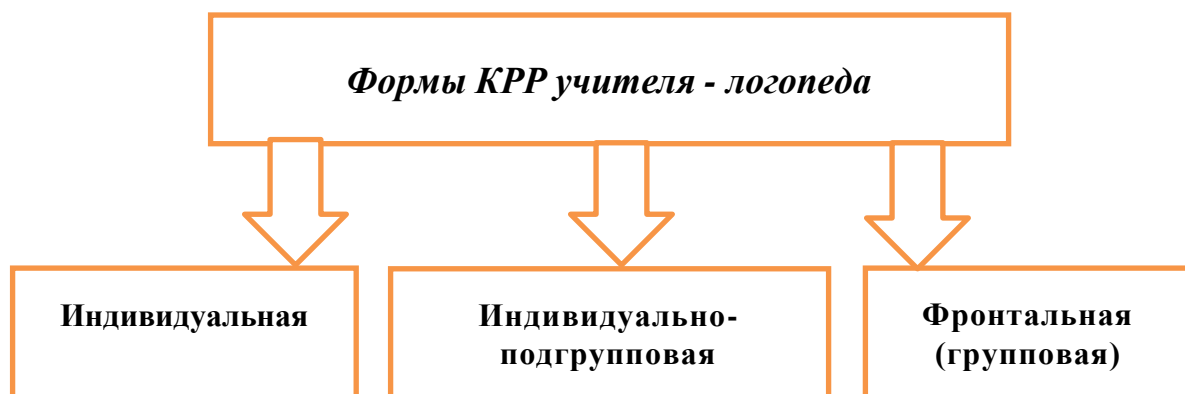 Формы КРР учителя - логопеда
Индивидуальная
Индивидуально-
подгрупповая
Фронтальная
(групповая)